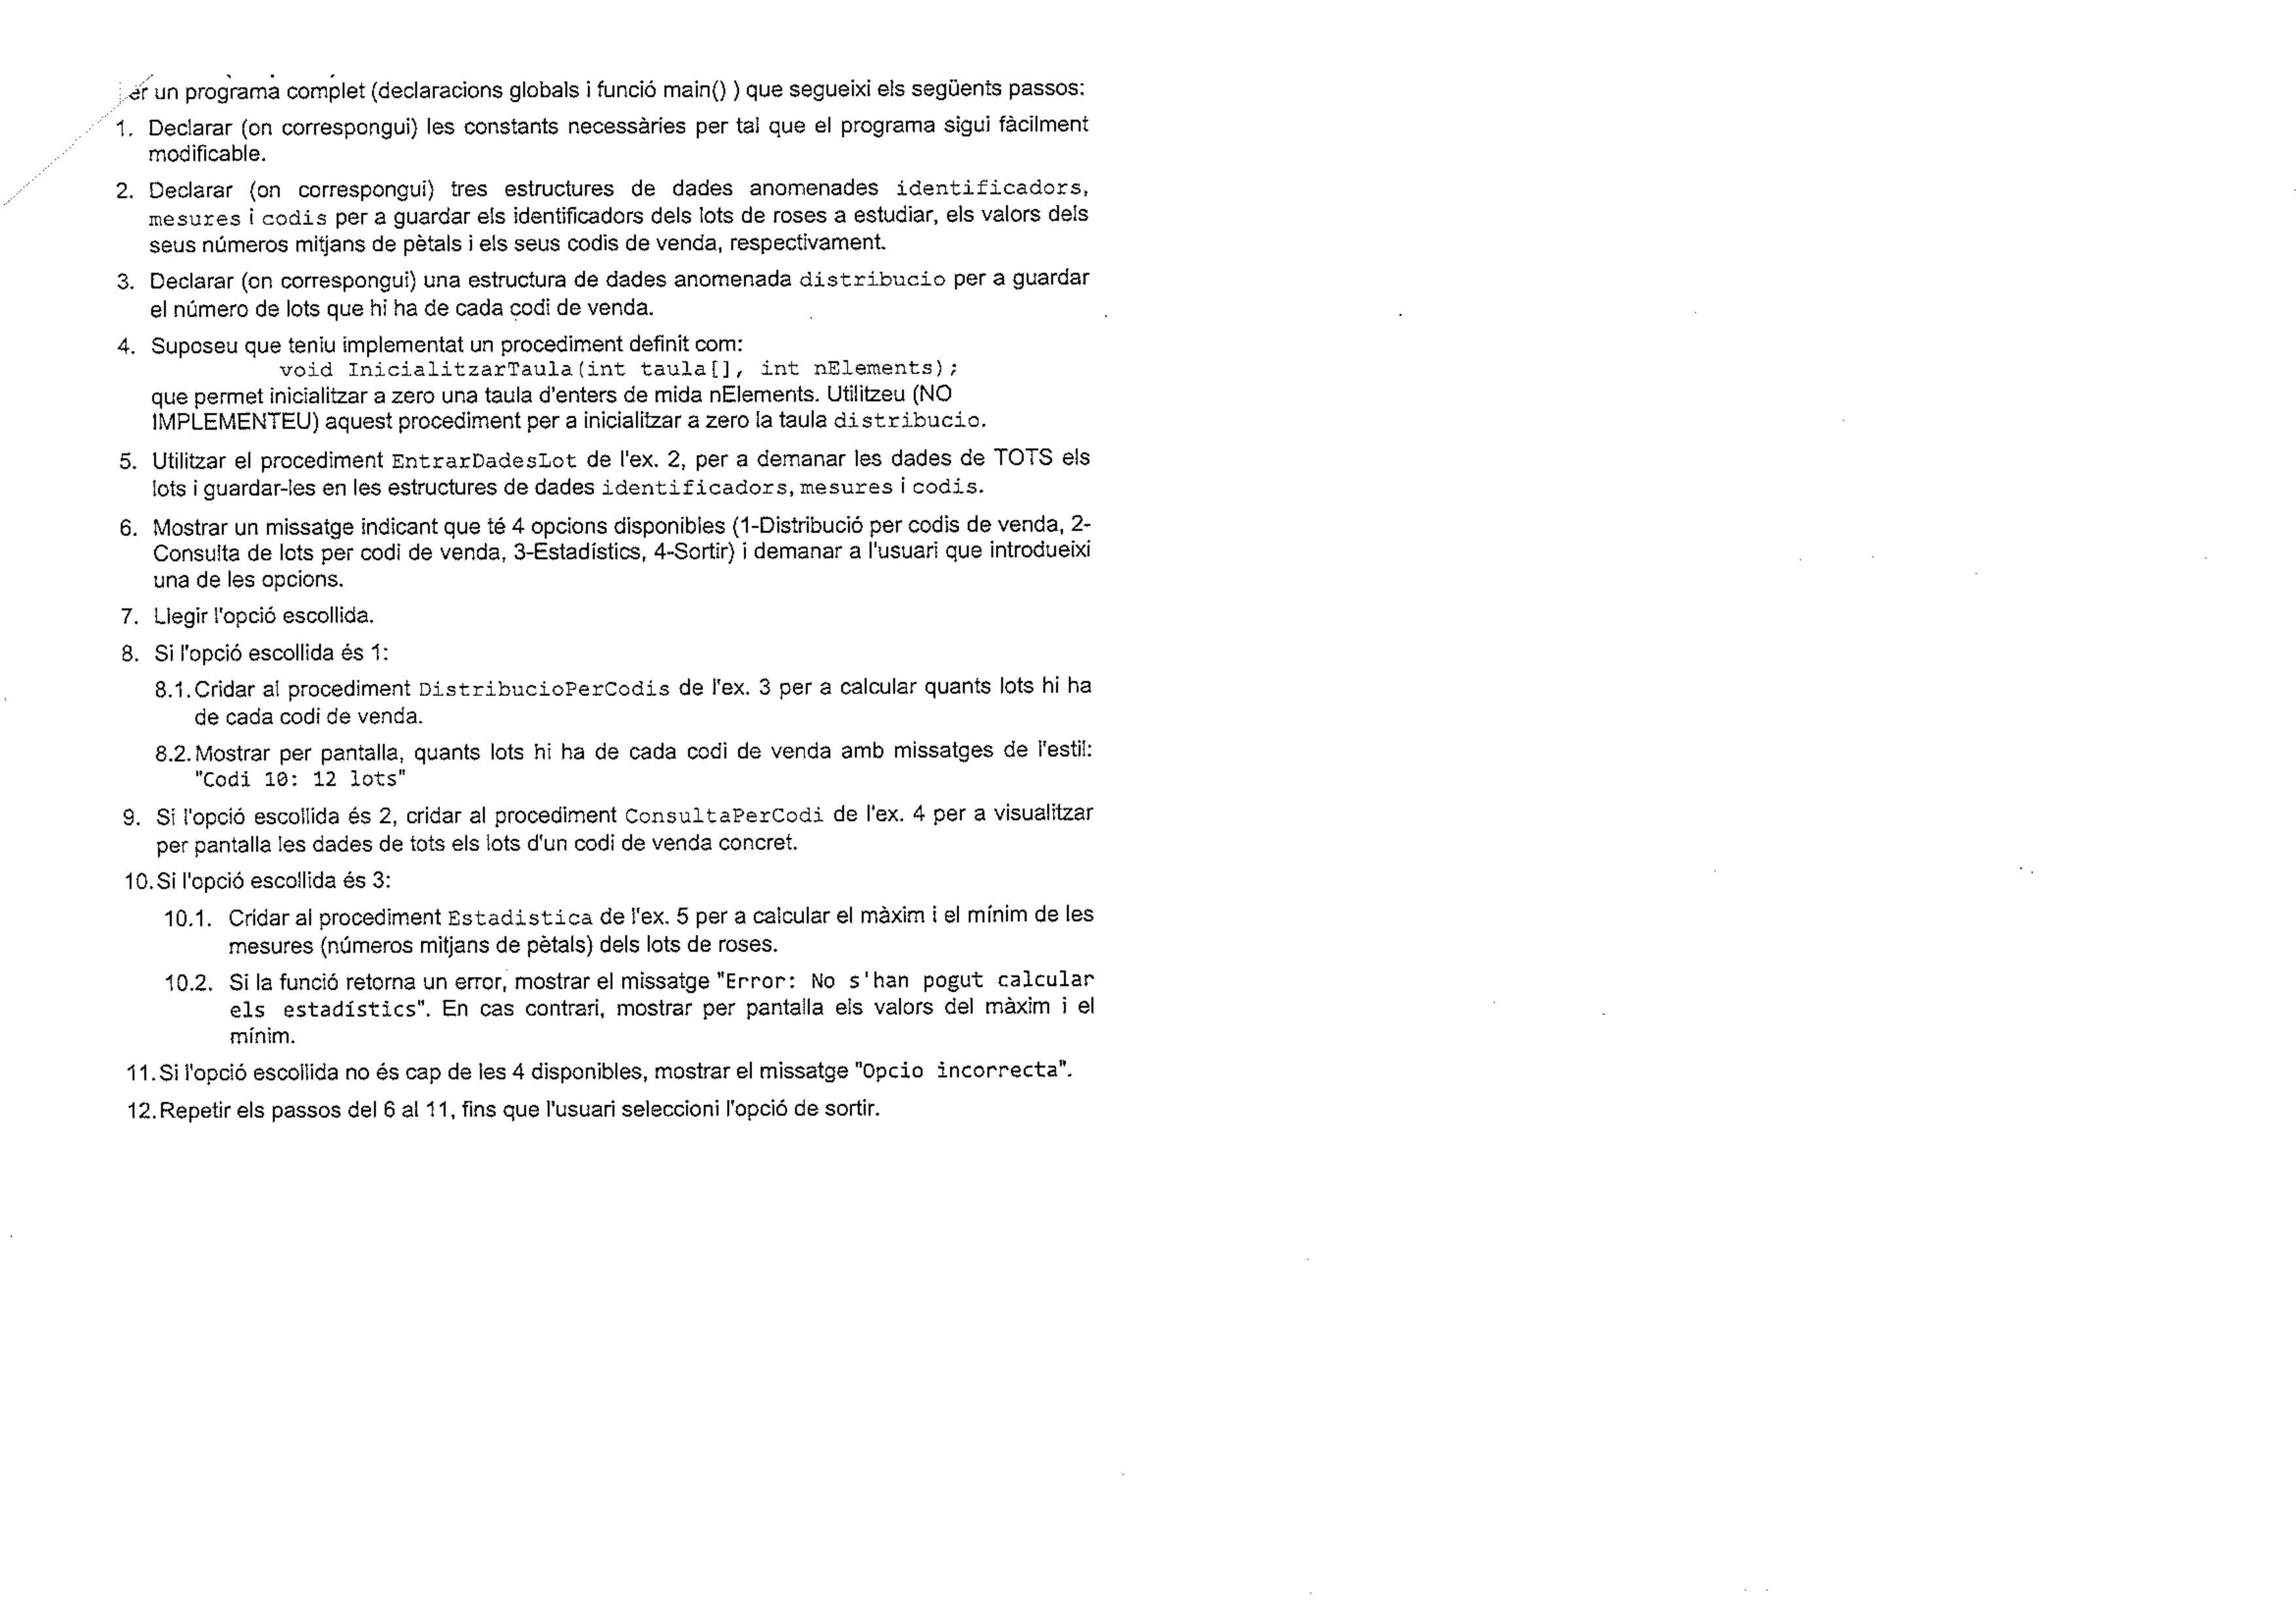 er un programa complet (declaracions globals i funció main() ) que segueixi els següents passos:
1. Declarar (on correspongui) les constants necessàries per tal que el programa sigui fàcilment
modificable.
2. Declarar (on correspongui) tres estructures de dades anomenades identificadors,
mesures i codis per a guardar els identificadors dels lots de roses a estudiar, els valors dels
seus números mitjans de pètals i els seus codis de venda, respectivament.
3. Declarar (on correspongui) una estructura de dades anomenada distribucio per a guardar
el número de lots que hi ha de cada codi de venda.
4. Suposeu que teniu implementat un procediment definit com:
void InicialitzarTaula(int taula[], int nElements);
que permet inicialitzar a zero una taula d'enters de mida nElements. Utilitzeu (NO
IMPLEMENTEU) aquest procediment per a inicialitzar a zero la taula distribucio.
5. Utilitzar el procediment EntrarDadesLot de l'ex. 2, per a demanar les dades de TOTS els
lots i guardar-les en les estructures de dades identificadors, mesures i codis.
6. Mostrar un missatge indicant que té 4 opcions disponibles (1-Distribució per codis de venda, 2-
Consulta de lots per codi de venda, 3-Estadístics, 4-Sortir) i demanar a l'usuari que introdueixi
una de les opcions.
7. Llegir l'opció escollida.
8. Si l'opció escollida és 1:
8.1. Cridar al procediment DistribucioPerCodis de l'ex. 3 per a calcular quants lots hi ha
de cada codi de venda.
8.2. Mostrar per pantalla, quants lots hi ha de cada codi de venda amb missatges de l'estil:
"Codi 10: 12 lots"
9. Si l'opció escollida és 2, cridar al procediment ConsultaPerCodi de l'ex. 4 per a visualitzar
per pantalla les dades de tots els lots d'un codi de venda concret.
10. Si l'opció escollida és 3:
10.1. Cridar al procediment Estadistica de l'ex. 5 per a calcular el màxim i el mínim de les
mesures (números mitjans de pètals) dels lots de roses.
10.2. Si la funció retorna un error, mostrar el missatge "Error: No s'han pogut calcular
els estadístics". En cas contrari, mostrar per pantalla els valors del màxim i el
mínim.
11. Si l'opció escollida no és cap de les 4 disponibles, mostrar el missatge "Opcio incorrecta".
12. Repetir els passos del 6 al 11, fins que l'usuari seleccioni l'opció de sortir.